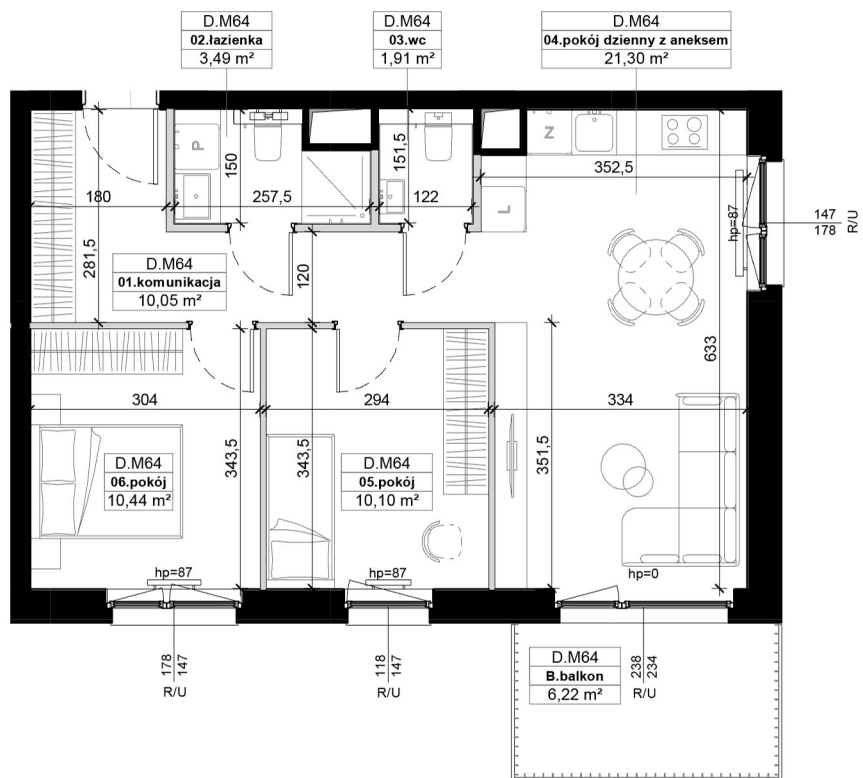 D.M64
02.łazienka
3,49 m²
D.M64
03.wc
1,91 m²
D.M64
04.pokój dzienny z aneksem
21,30 m²
P
150
151,5
N
352,5
180
257,5
122
L
hp=87
147
178
R/U
281,5
D.M64
01.komunikacja
10,05 m²
120
633
304
294
334
343,5
343,5
351,5
D.M64
06.pokój
10,44 m²
D.M64
05.pokój
10,10 m²
hp=87
hp=87
hp=0
178
147
R/U
118
147
R/U
D.M64
B.balkon
6,22 m²
238
234
R/U